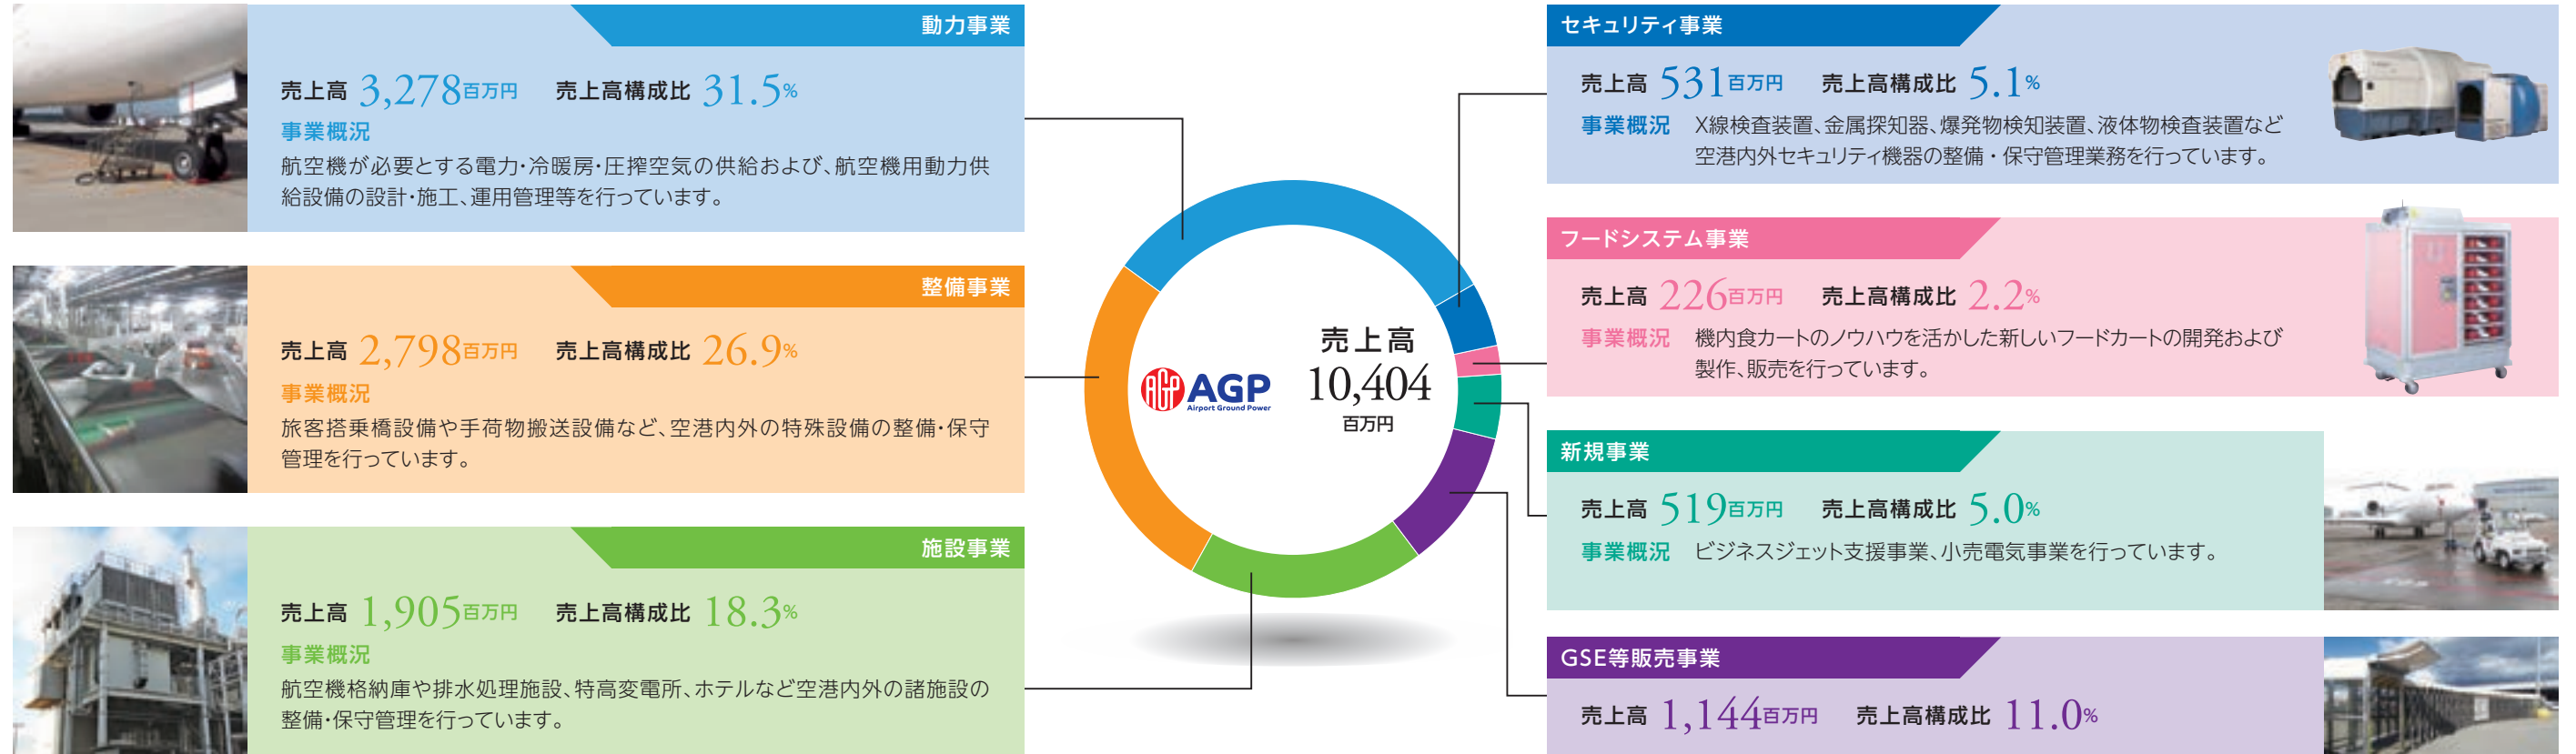 動力事業
売上高 3,278百万円 売上高構成比 31.5%
事業概況
航空機が必要とする電力・冷暖房・圧搾空気の供給および、航空機用動力供
給設備の設計・施工、運用管理等を行っています。
整備事業
売上高 2,798百万円 売上高構成比 26.9%
事業概況
旅客搭乗橋設備や手荷物搬送設備など、空港内外の特殊設備の整備・保守
管理を行っています。
施設事業
売上高 1,905百万円 売上高構成比 18.3%
事業概況
航空機格納庫や排水処理施設、特高変電所、ホテルなど空港内外の諸施設の
整備・保守管理を行っています。
AGP AGP
Airport Ground Power
売上高
10,404
百万円
セキュリティ事業
売上高 531百万円 売上高構成比 5.1%
事業概況 X線検査装置、金属探知器、爆発物検知装置、液体物検査装置など
空港内外セキュリティ機器の整備・保守管理業務を行っています。
フードシステム事業
売上高 226百万円 売上高構成比 2.2%
事業概況 機内食カートのノウハウを活かした新しいフードカートの開発および
製作、販売を行っています。
新規事業
売上高 519百万円 売上高構成比 5.0%
事業概況 ビジネスジェット支援事業、小売電気事業を行っています。
GSE等販売事業
売上高 1,144百万円 売上高構成比 11.0%